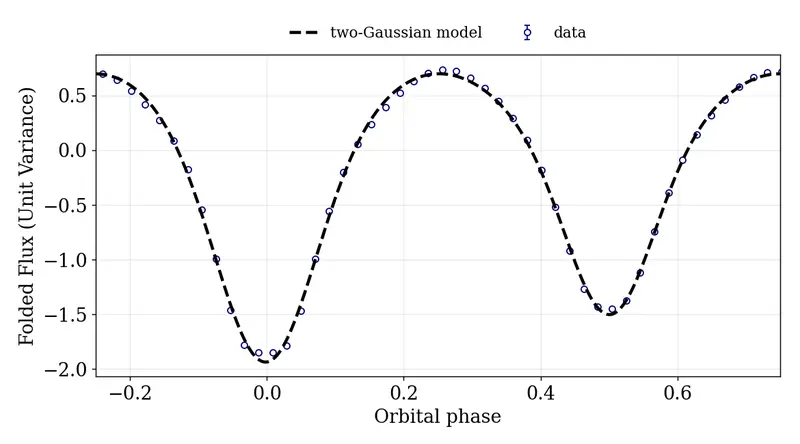 two-Gaussian model data
Folded Flux (Unit Variance)
0.5
0.0
−0.5
−1.0
−1.5
−2.0
−0.2 0.0 0.2 0.4 0.6
Orbital phase